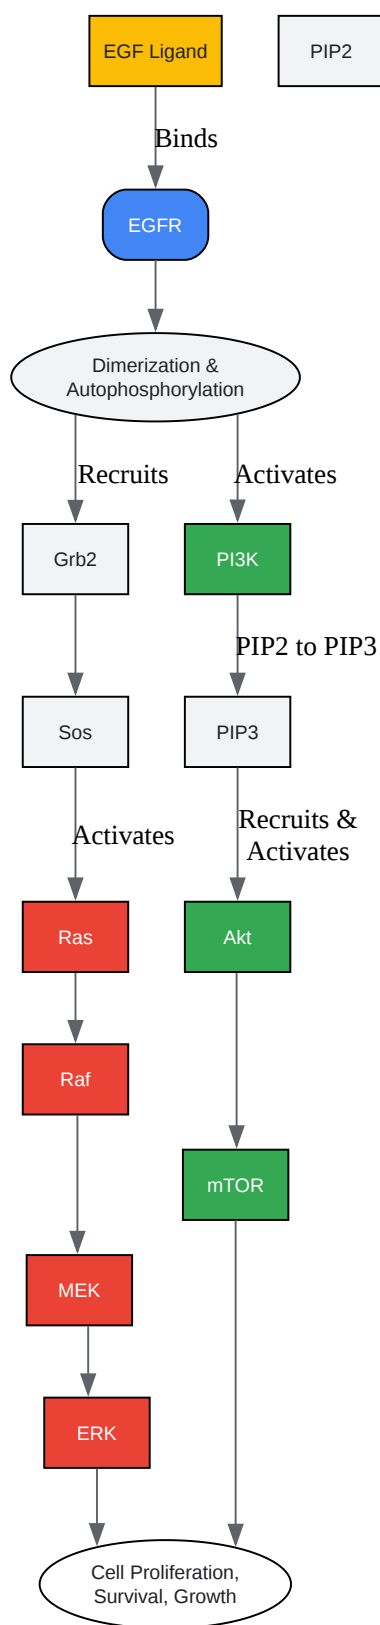 EGF Ligand
PIP2
Binds
EGFR
Dimerization &
Autophosphorylation
Recruits
Activates
Grb2
PI3K
PIP2 to PIP3
Sos
PIP3
Activates
Recruits &
Activates
Ras
Akt
Raf
mTOR
MEK
ERK
Cell Proliferation,
Survival, Growth